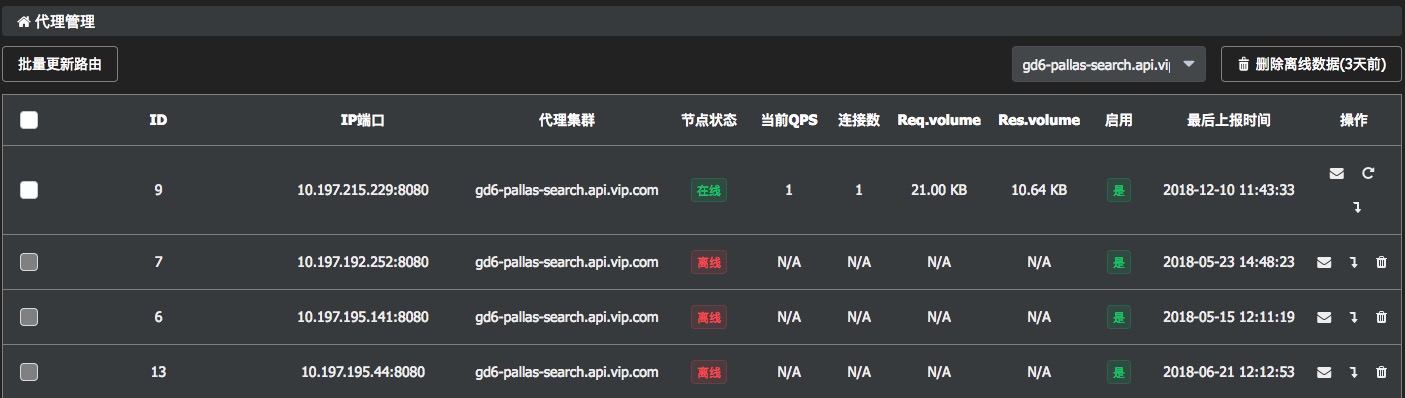 代理管理
批量更新路由 gd6-pallas-search.api.vip 删除离线数据(3天前)
ID IP端口 代理集群 节点状态 当前QPS 连接数 Req.volume Res.volume 启用 最后上报时间 操作
9 10.197.215.229:8080 gd6-pallas-search.api.vip.com 在线 1 1 21.00 KB 10.64 KB 是 2018-12-10 11:43:33
7 10.197.192.252:8080 gd6-pallas-search.api.vip.com 离线 N/A N/A N/A N/A 是 2018-05-23 14:48:23
6 10.197.195.141:8080 gd6-pallas-search.api.vip.com 离线 N/A N/A N/A N/A 是 2018-05-15 12:11:19
13 10.197.195.44:8080 gd6-pallas-search.api.vip.com 离线 N/A N/A N/A N/A 是 2018-06-21 12:12:53